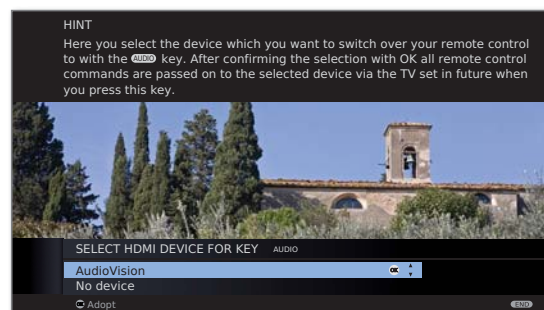 HINT
Here you select the device which you want to switch over your remote control
to with the AUDIO key. After confirming the selection with OK all remote control
commands are passed on to the selected device via the TV set in future when
you press this key.
SELECT HDMI DEVICE FOR KEY AUDIO
AudioVision OK
No device
OK Adopt END